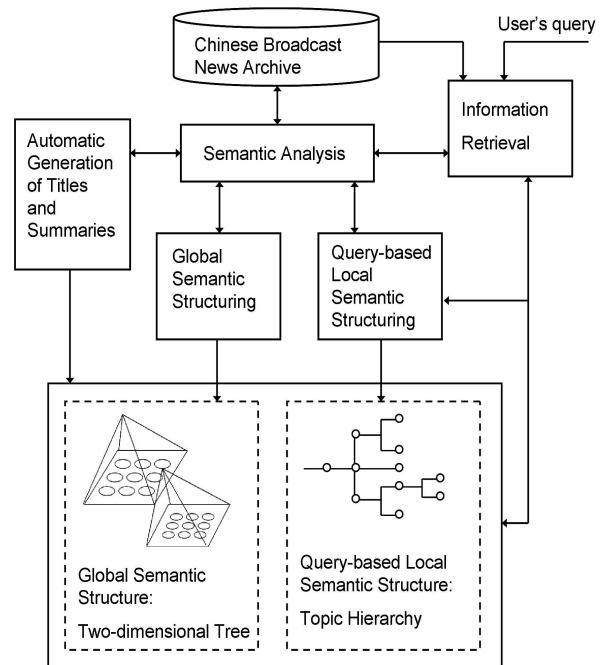 User's query
Chinese Broadcast
News Archive
Information
Retrieval
Automatic
Generation
of Titles
and
Summaries
Semantic Analysis
Global
Semantic
Structuring
Query-based
Local
Semantic
Structuring
Global Semantic
Structure:
Two-dimensional Tree
Query-based Local
Semantic Structure:
Topic Hierarchy